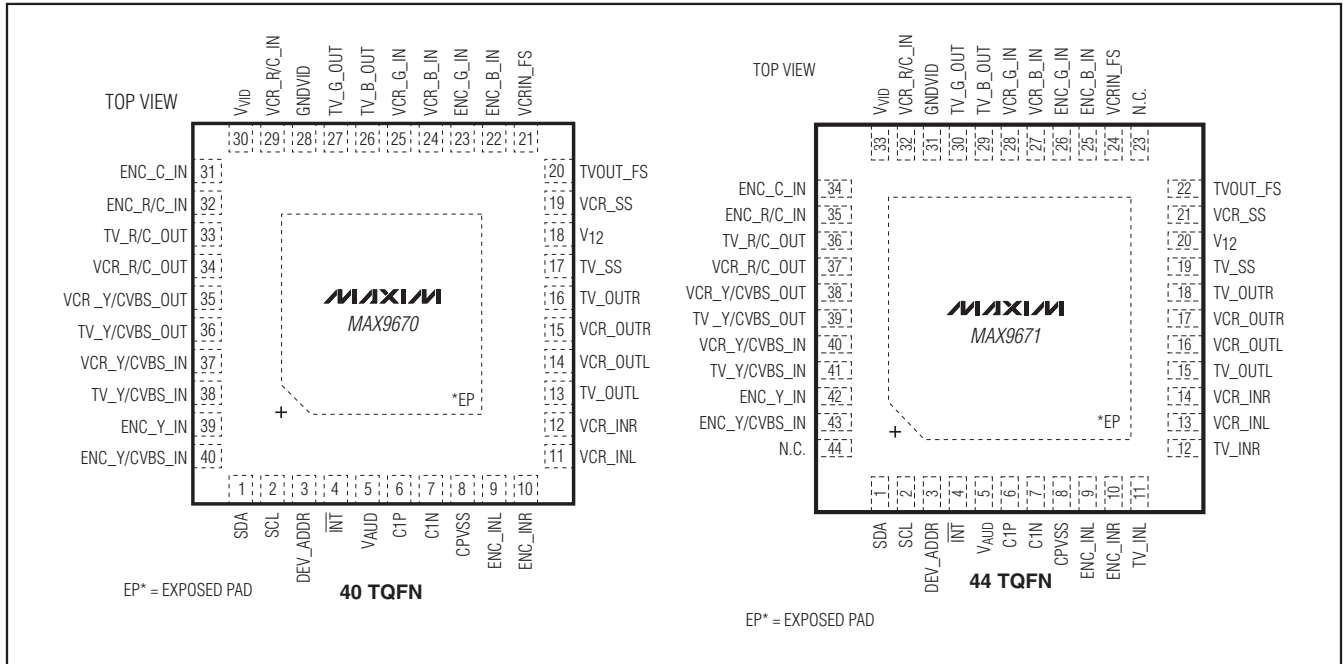 TOP VIEW
VVID
VCR_R/C_IN
GNDVID
TV_G_OUT
TV_B_OUT
VCR_G_IN
VCR_B_IN
ENC_G_IN
ENC_B_IN
VCRIN_FS
30 29 28 27 26 25 24 23 22 21
ENC_C_IN 31
ENC_R/C_IN 32
TV_R/C_OUT 33
VCR_R/C_OUT 34
VCR _Y/CVBS_OUT 35
TV_Y/CVBS_OUT 36
VCR_Y/CVBS_IN 37
TV_Y/CVBS_IN 38
ENC_Y_IN 39
ENC_Y/CVBS_IN 40
20 TVOUT_FS
19 VCR_SS
18 V12
17 TV_SS
16 TV_OUTR
15 VCR_OUTR
14 VCR_OUTL
13 TV_OUTL
12 VCR_INR
11 VCR_INL
MAXIM
MAX9670
*EP
+
1 2 3 4 5 6 7 8 9 10
SDA
SCL
DEV_ADDR
INT
VAUD
C1P
C1N
CPVSS
ENC_INL
ENC_INR
EP* = EXPOSED PAD
40 TQFN
TOP VIEW
VVID
VCR_R/C_IN
GNDVID
TV_G_OUT
TV_B_OUT
VCR_G_IN
VCR_B_IN
ENC_G_IN
ENC_B_IN
VCRIN_FS
N.C.
33 32 31 30 29 28 27 26 25 24 23
ENC_C_IN 34
ENC_R/C_IN 35
TV_R/C_OUT 36
VCR_R/C_OUT 37
VCR_Y/CVBS_OUT 38
TV _Y/CVBS_OUT 39
VCR_Y/CVBS_IN 40
TV_Y/CVBS_IN 41
ENC_Y_IN 42
ENC_Y/CVBS_IN 43
N.C. 44
22 TVOUT_FS
21 VCR_SS
20 V12
19 TV_SS
18 TV_OUTR
17 VCR_OUTR
16 VCR_OUTL
15 TV_OUTL
14 VCR_INR
13 VCR_INL
12 TV_INR
MAXIM
MAX9671
*EP
+
1 2 3 4 5 6 7 8 9 10 11
SDA
SCL
DEV_ADDR
INT
VAUD
C1P
C1N
CPVSS
ENC_INL
ENC_INR
TV_INL
44 TQFN
EP* = EXPOSED PAD